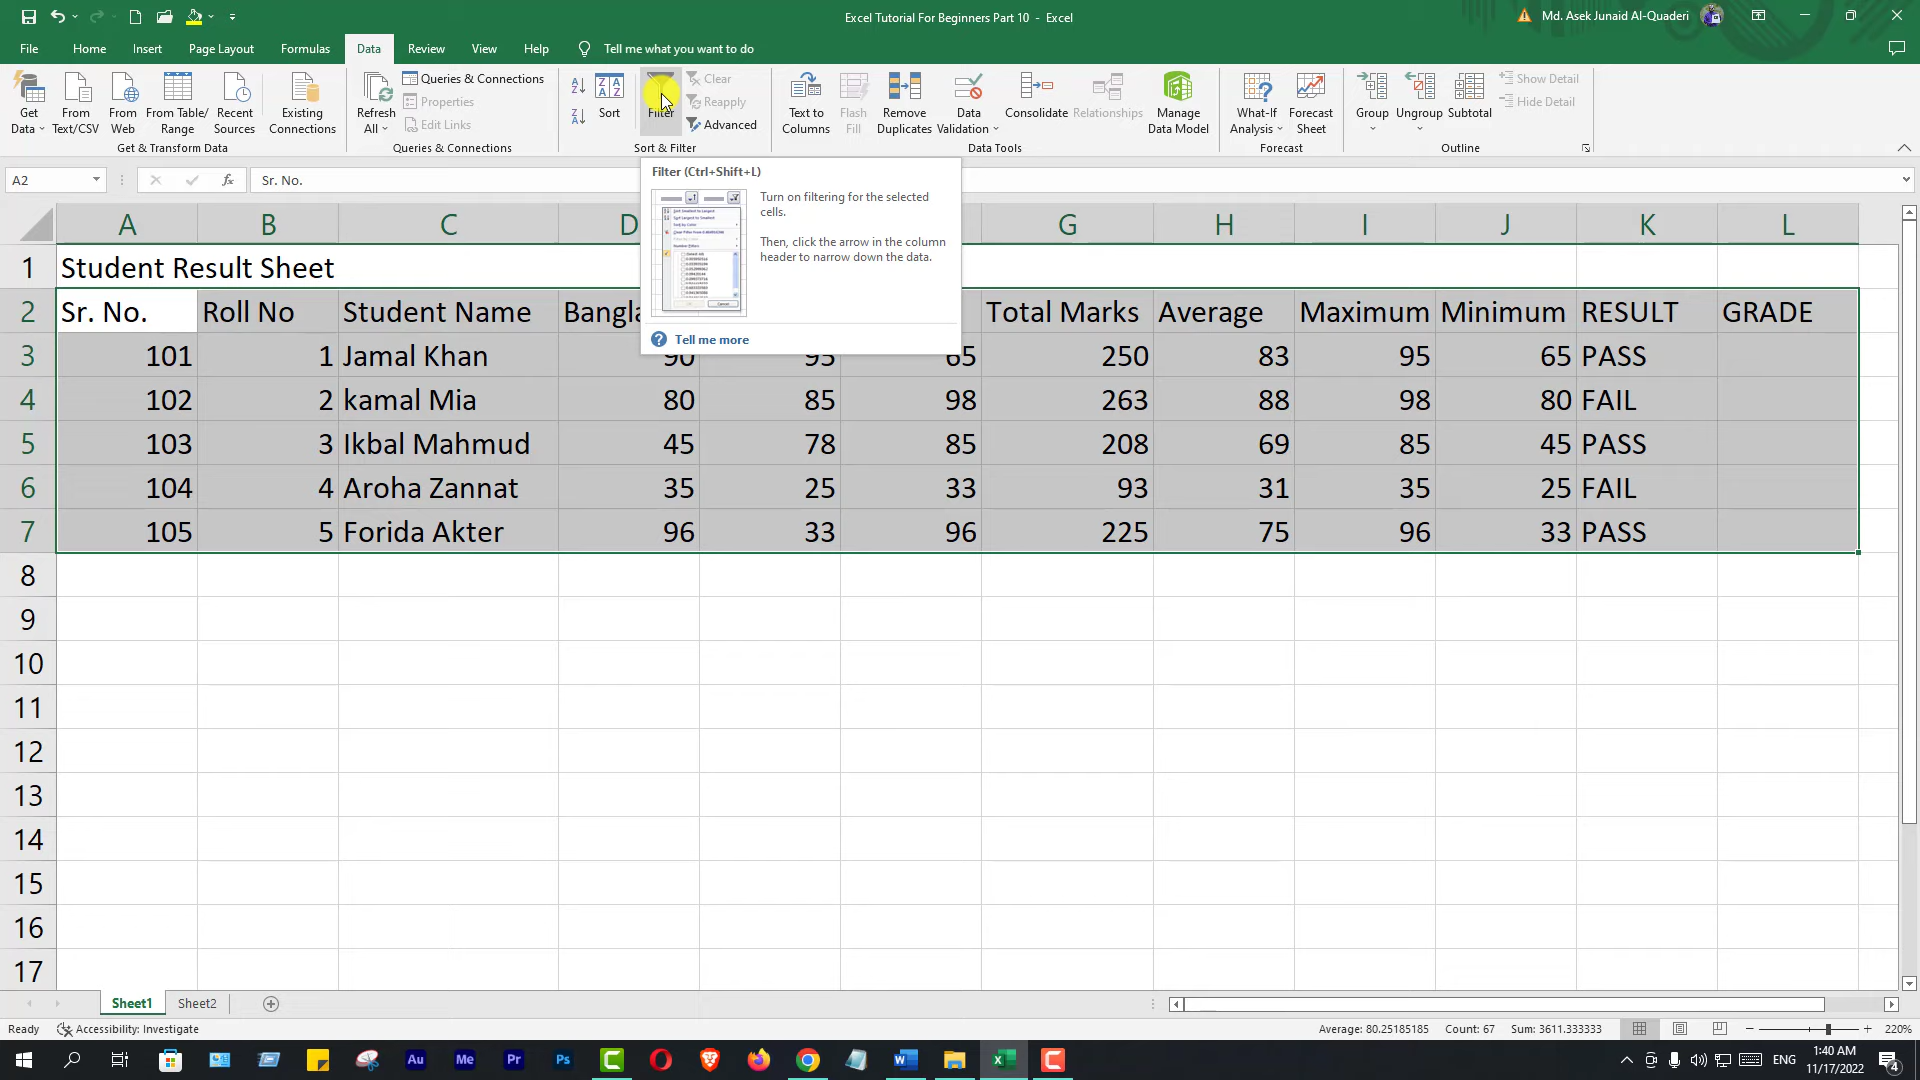 Excel Tutorial For Beginners Part 10 - Excel
Md. Asek Junaid Al-Quaderi
File Home Insert Page Layout Formulas Data Review View Help Tell me what you want to do
Get Data
From Text/CSV
From Web
From Table/ Range
Recent Sources
Existing Connections
Get & Transform Data
Refresh All
Queries & Connections
Properties
Edit Links
Queries & Connections
Sort
Filter
Clear
Reapply
Advanced
Sort & Filter
Text to Columns
Flash Fill
Remove Duplicates
Data Validation
Consolidate
Relationships
Manage Data Model
Data Tools
What-If Analysis
Forecast Sheet
Forecast
Group
Ungroup
Subtotal
Show Detail
Hide Detail
Outline
A2
fx
Sr. No.
Filter (Ctrl+Shift+L)
Turn on filtering for the selected
cells.
Then, click the arrow in the column
header to narrow down the data.
Tell me more
A B C D G H I J K L
1 Student Result Sheet
2 Sr. No. Roll No Student Name Bangla Total Marks Average Maximum Minimum RESULT GRADE
3 101 1 Jamal Khan 90 95 65 250 83 95 65 PASS
4 102 2 kamal Mia 80 85 98 263 88 98 80 FAIL
5 103 3 Ikbal Mahmud 45 78 85 208 69 85 45 PASS
6 104 4 Aroha Zannat 35 25 33 93 31 35 25 FAIL
7 105 5 Forida Akter 96 33 96 225 75 96 33 PASS
8
9
10
11
12
13
14
15
16
17
Sheet1 Sheet2
Ready Accessibility: Investigate Average: 80.25185185 Count: 67 Sum: 3611.333333 220%
Au Me Pr Ps ENG 1:40 AM
11/17/2022 4